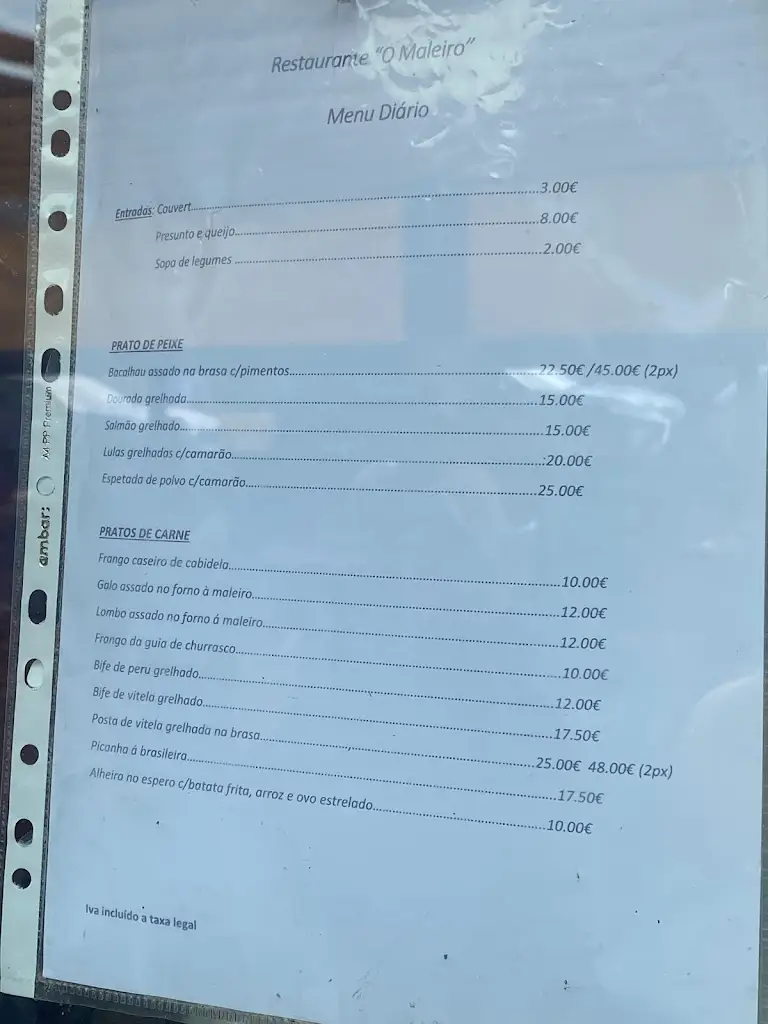 Restaurante "O Maleiro"
Menu Diário
Entradas: Couvert...3.00€
Presunto e queijo...8.00€
Sopa de legumes ...2.00€
PRATO DE PEIXE
Bacalhau assado na brasa c/pimentos...22.50€ /45.00€ (2px)
Dourada grelhada...15.00€
Salmão grelhado...15.00€
Lulas grelhadas c/camarão...20.00€
Espetada de polvo c/camarão...25.00€
PRATOS DE CARNE
Frango caseiro de cabidela...10.00€
Galo assado no forno à maleiro...12.00€
Lombo assado no forno á maleiro...12.00€
Frango da guia de churrasco...10.00€
Bife de peru grelhado...12.00€
Bife de vitela grelhado...17.50€
Posta de vitela grelhada na brasa...25.00€ 48.00€ (2px)
Picanha á brasileira...17.50€
Alheira no espero c/batata frita, arroz e ovo estrelado...10.00€
Iva incluído a taxa legal
ambar: A4 PP Premium